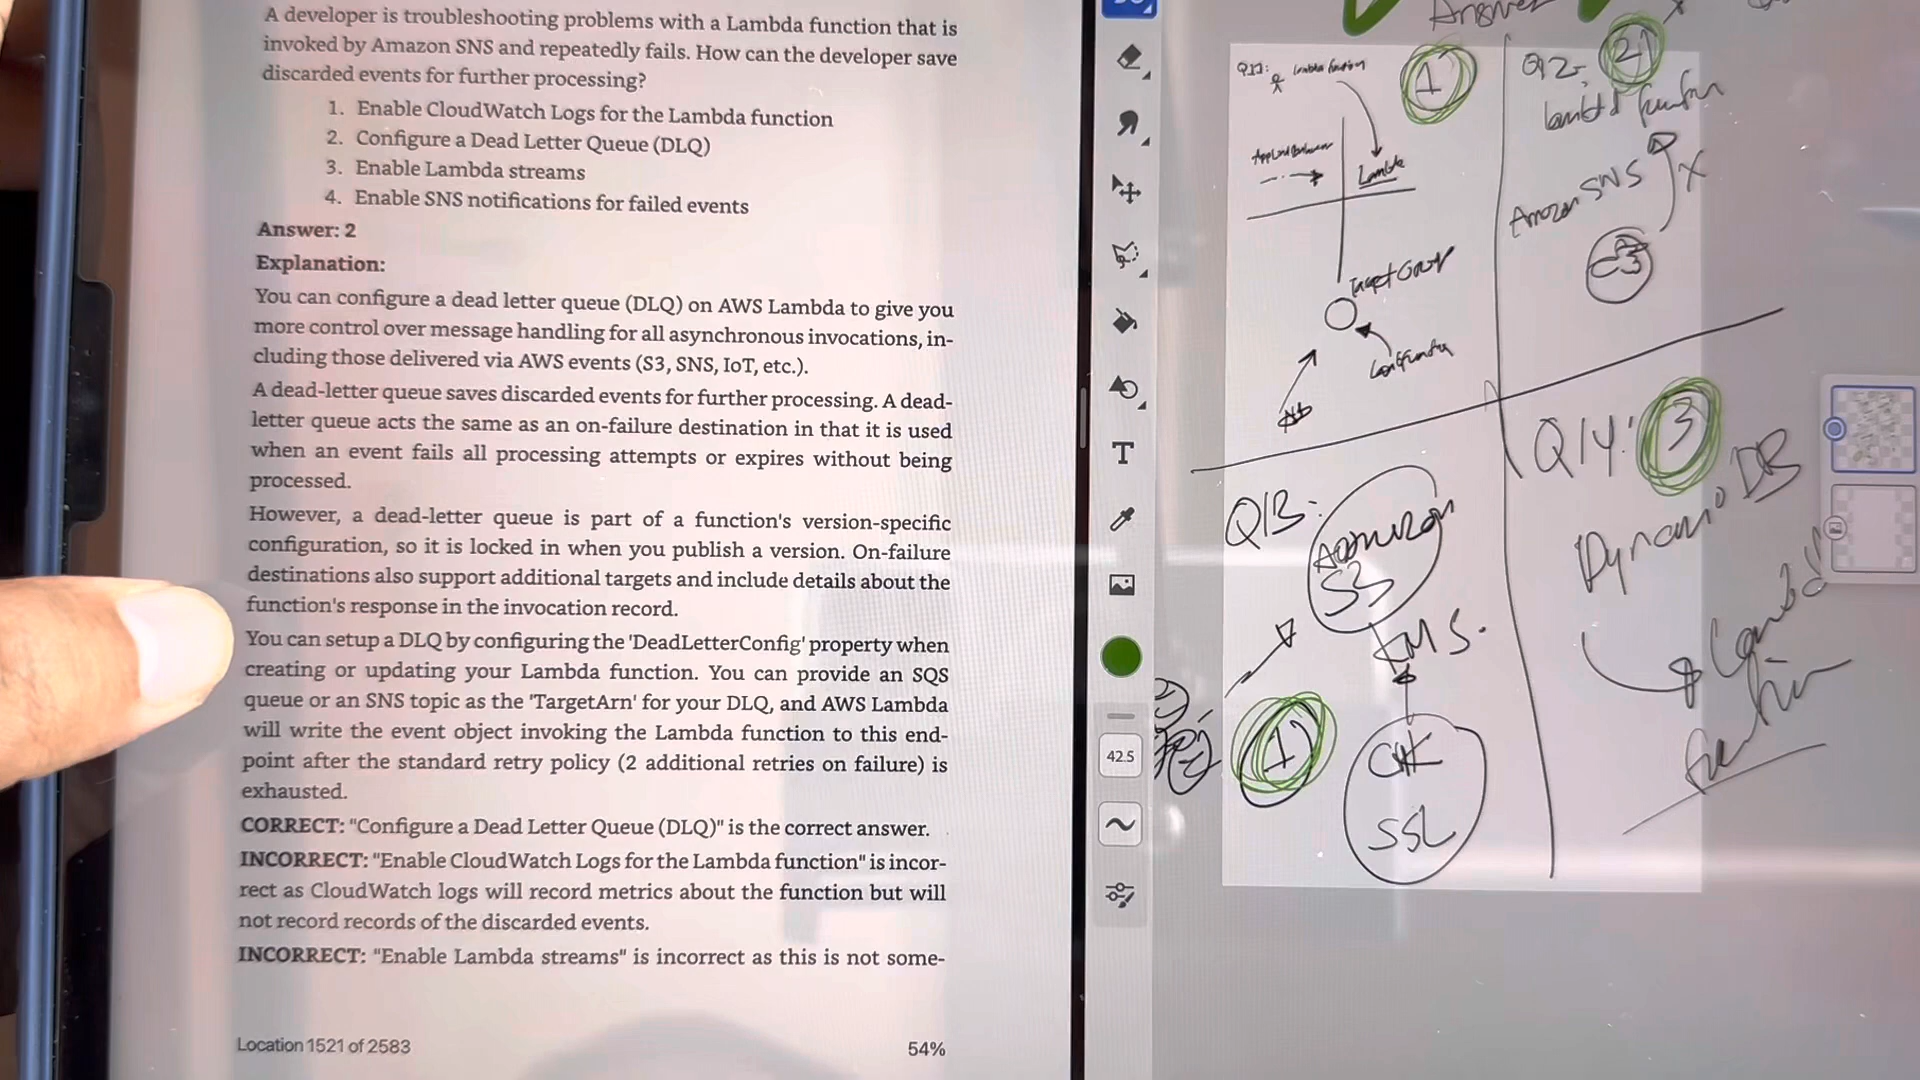 A developer is troubleshooting problems with a Lambda function that is
invoked by Amazon SNS and repeatedly fails. How can the developer save
discarded events for further processing?
1. Enable CloudWatch Logs for the Lambda function
2. Configure a Dead Letter Queue (DLQ)
3. Enable Lambda streams
4. Enable SNS notifications for failed events
Answer: 2
Explanation:
You can configure a dead letter queue (DLQ) on AWS Lambda to give you
more control over message handling for all asynchronous invocations, in-
cluding those delivered via AWS events (S3, SNS, IoT, etc.).
A dead-letter queue saves discarded events for further processing. A dead-
letter queue acts the same as an on-failure destination in that it is used
when an event fails all processing attempts or expires without being
processed.
However, a dead-letter queue is part of a function's version-specific
configuration, so it is locked in when you publish a version. On-failure
destinations also support additional targets and include details about the
function's response in the invocation record.
You can setup a DLQ by configuring the 'DeadLetterConfig' property when
creating or updating your Lambda function. You can provide an SQS
queue or an SNS topic as the 'TargetArn' for your DLQ, and AWS Lambda
will write the event object invoking the Lambda function to this end-
point after the standard retry policy (2 additional retries on failure) is
exhausted.
CORRECT: "Configure a Dead Letter Queue (DLQ)" is the correct answer.
INCORRECT: "Enable CloudWatch Logs for the Lambda function" is incor-
rect as CloudWatch logs will record metrics about the function but will
not record records of the discarded events.
INCORRECT: "Enable Lambda streams" is incorrect as this is not some-
Location 1521 of 2583
54%
T
42.5
Answer
1
Lambda
Target Group
Q12: 2
Amazon SNS
X
Q13:
S3
KMS.
1
SSL
Q14: 3
Dynamo DB